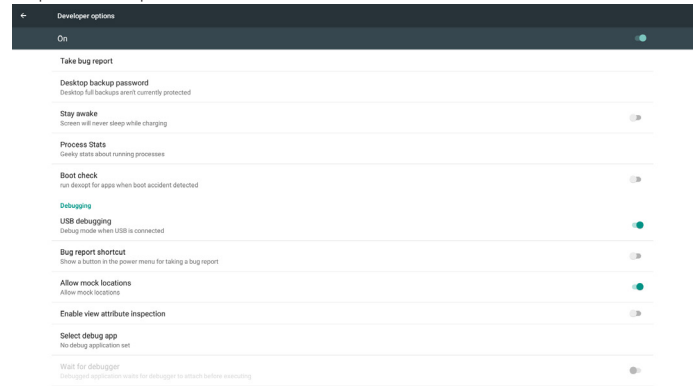 Developer options
On
Take bug report
Desktop backup password
Desktop full backups aren't currently protected
Stay awake
Screen will never sleep while charging
Process Stats
Geeky stats about running processes
Boot check
run dexopt for apps when boot accident detected
Debugging
USB debugging
Debug mode when USB is connected
Bug report shortcut
Show a button in the power menu for taking a bug report
Allow mock locations
Allow mock locations
Enable view attribute inspection
Select debug app
No debug application set
Wait for debugger
Debugged application waits for debugger to attach before executing